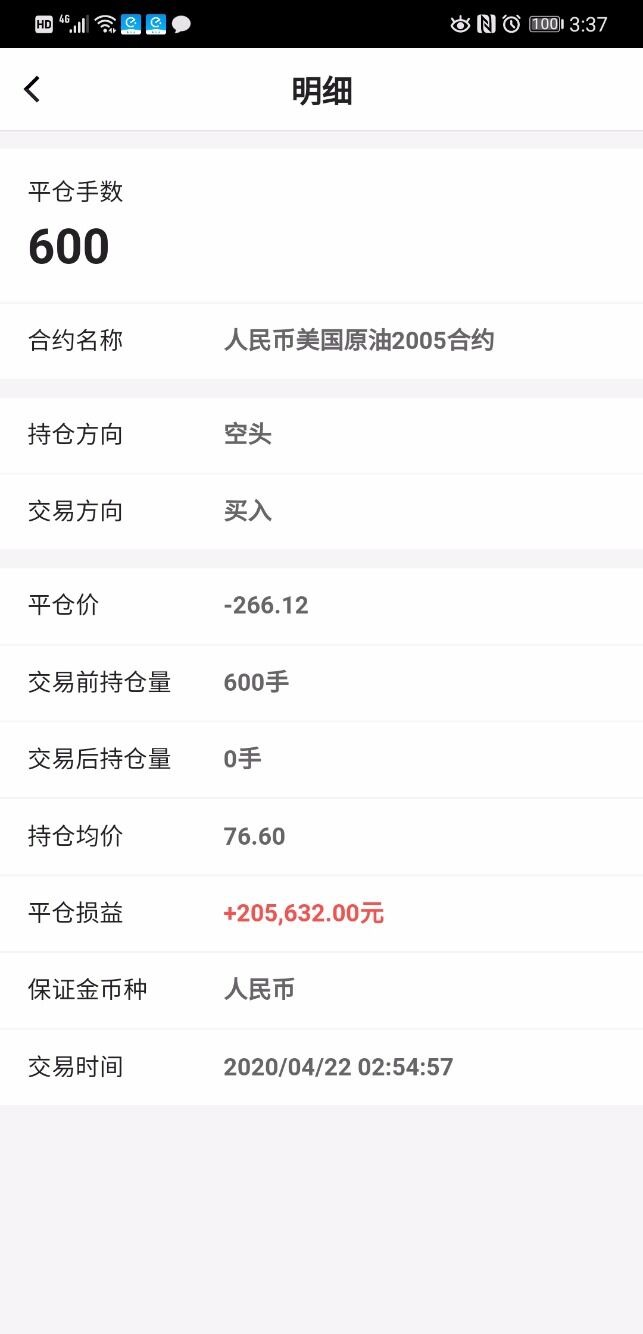 HD 4G 100 3:37
明细
平仓手数
600
合约名称 人民币美国原油2005合约
持仓方向 空头
交易方向 买入
平仓价 -266.12
交易前持仓量 600手
交易后持仓量 0手
持仓均价 76.60
平仓损益 +205,632.00元
保证金币种 人民币
交易时间 2020/04/22 02:54:57